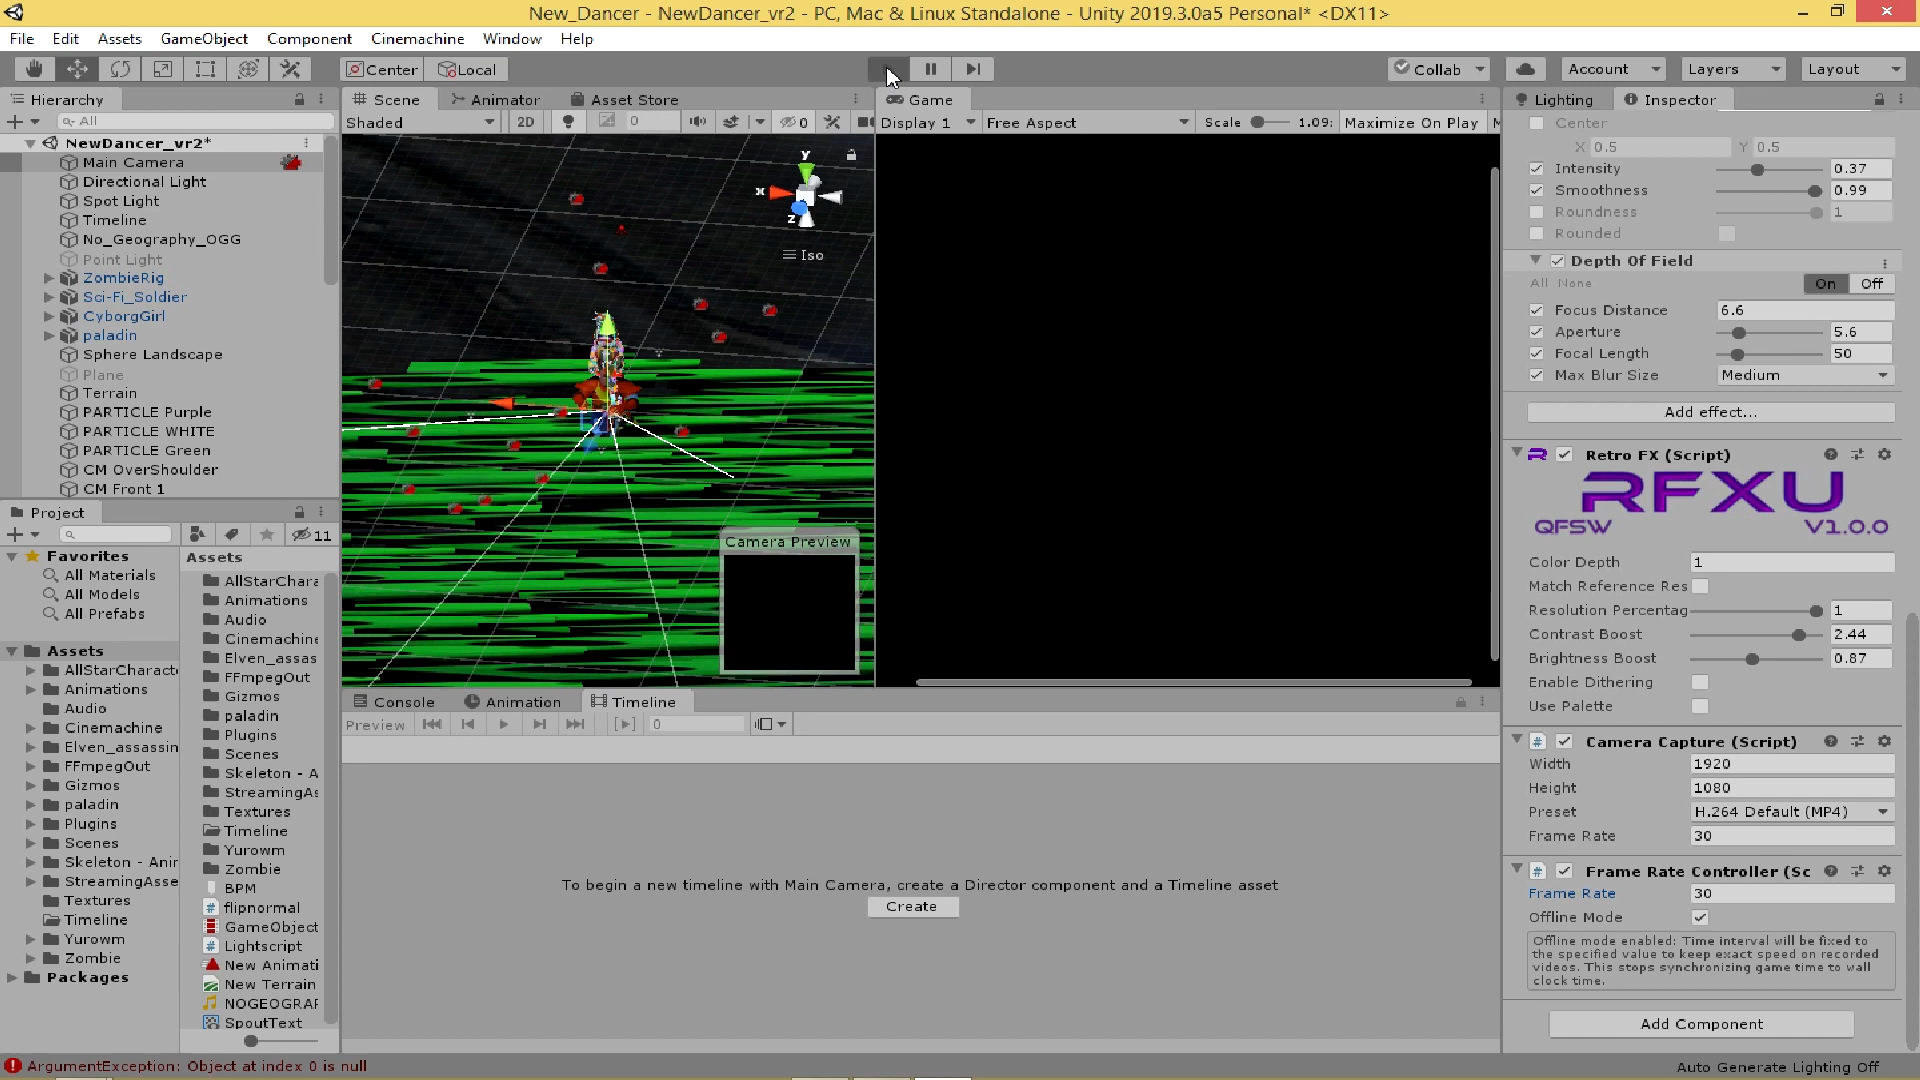 New_Dancer - NewDancer_vr2 - PC, Mac & Linux Standalone - Unity 2019.3.0a5 Personal* <DX11>
File Edit Assets GameObject Component Cinemachine Window Help
Center Local Collab Account Layers Layout
Hierarchy
All
NewDancer_vr2*
Main Camera
Directional Light
Spot Light
Timeline
No_Geography_OGG
Point Light
ZombieRig
Sci-Fi_Soldier
CyborgGirl
paladin
Sphere Landscape
Plane
Terrain
PARTICLE Purple
PARTICLE WHITE
PARTICLE Green
CM OverShoulder
CM Front 1
Scene Animator Asset Store
Shaded 2D 0 0
y
x
z
Iso
Camera Preview
Game
Display 1 Free Aspect Scale 1.09: Maximize On Play M
Project
11
Favorites
All Materials
All Models
All Prefabs
Assets
AllStarCharacte
Animations
Audio
Cinemachine
Elven_assassin
FFmpegOut
Gizmos
paladin
Plugins
Scenes
Skeleton - Anir
StreamingAsse
Textures
Timeline
Yurowm
Zombie
Packages
Assets
AllStarChara
Animations
Audio
Cinemachine
Elven_assas
FFmpegOut
Gizmos
paladin
Plugins
Scenes
Skeleton - A
StreamingAs
Textures
Timeline
Yurowm
Zombie
BPM
flipnormal
GameObject
Lightscript
New Animati
New Terrain
NOGEOGRAF
SpoutText
Console Animation Timeline
Preview 0
To begin a new timeline with Main Camera, create a Director component and a Timeline asset
Create
Lighting Inspector
Center
X 0.5 Y 0.5
Intensity 0.37
Smoothness 0.99
Roundness 1
Rounded
Depth Of Field
All None On Off
Focus Distance 6.6
Aperture 5.6
Focal Length 50
Max Blur Size Medium
Add effect...
Retro FX (Script)
RFXU
QFSW V1.0.0
Color Depth 1
Match Reference Res
Resolution Percentag 1
Contrast Boost 2.44
Brightness Boost 0.87
Enable Dithering
Use Palette
Camera Capture (Script)
Width 1920
Height 1080
Preset H.264 Default (MP4)
Frame Rate 30
Frame Rate Controller (Sc
Frame Rate 30
Offline Mode
Offline mode enabled: Time interval will be fixed to
the specified value to keep exact speed on recorded
videos. This stops synchronizing game time to wall
clock time.
Add Component
ArgumentException: Object at index 0 is null
Auto Generate Lighting Off